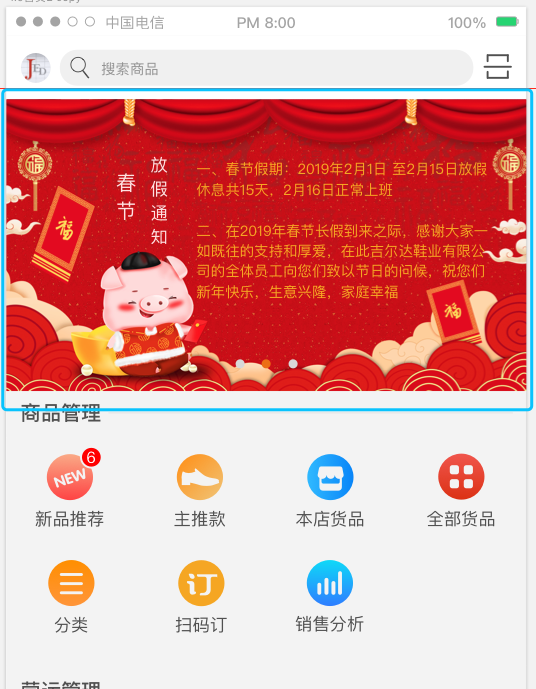 中国电信 PM 8:00 100%
JED 搜索商品
春节
放假通知
一、春节假期：2019年2月1日 至2月15日放假
休息共15天，2月16日正常上班
二、在2019年春节长假到来之际，感谢大家一
如既往的支持和厚爱，在此吉尔达鞋业有限公
司的全体员工向您们致以节日的问候，祝您们
新年快乐，生意兴隆，家庭幸福
福
福
福
福
商品管理
NEW 6
新品推荐 主推款 本店货品 全部货品
订
分类 扫码订 销售分析
营运管理